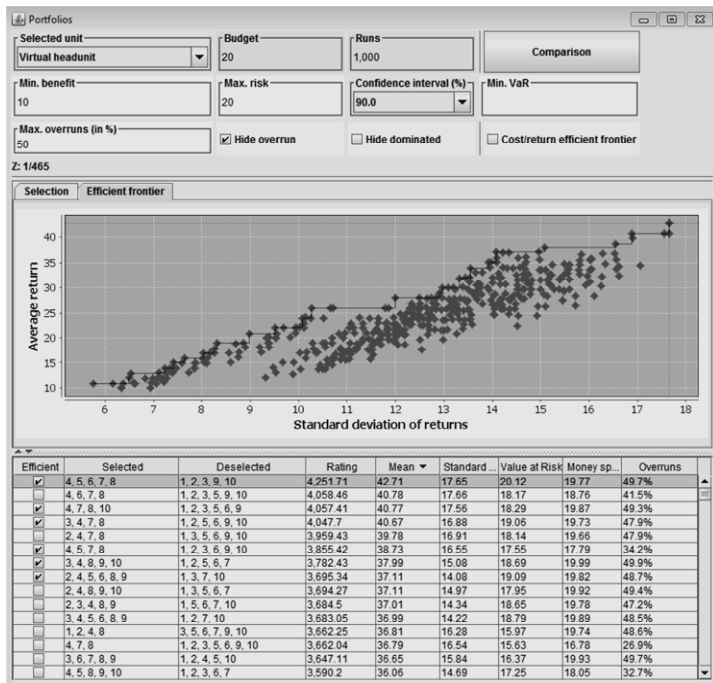 Portfolios
Selected unit Budget Runs
Virtual headunit 20 1,000 Comparison
Min. benefit Max. risk Confidence interval (%) Min. VaR
10 20 90.0
Max. overruns (in %)
50 Hide overrun Hide dominated Cost/return efficient frontier
Z: 1/465
Selection Efficient frontier
Average return
40
35
30
25
20
15
10
6 7 8 9 10 11 12 13 14 15 16 17 18
Standard deviation of returns
Efficient Selected Deselected Rating Mean Standard ... Value at Risk Money sp... Overruns
4, 5, 6, 7, 8 1, 2, 3, 9, 10 4,251.71 42.71 17.65 20.12 19.77 49.7%
4, 6, 7, 8 1, 2, 3, 5, 9, 10 4,058.46 40.78 17.66 18.17 18.76 41.5%
4, 7, 8, 10 1, 2, 3, 5, 6, 9 4,057.41 40.77 17.56 18.29 19.87 49.3%
3, 4, 7, 8 1, 2, 5, 6, 9, 10 4,047.7 40.67 16.88 19.06 19.73 47.9%
2, 4, 7, 8 1, 3, 5, 6, 9, 10 3,959.43 39.78 16.91 18.14 19.66 47.9%
4, 5, 7, 8 1, 2, 3, 6, 9, 10 3,855.42 38.73 16.55 17.55 17.79 34.2%
3, 4, 8, 9, 10 1, 2, 5, 6, 7 3,782.43 37.99 15.08 18.69 19.99 49.9%
2, 4, 5, 6, 8, 9 1, 3, 7, 10 3,695.34 37.11 14.08 19.09 19.82 48.7%
2, 4, 8, 9, 10 1, 3, 5, 6, 7 3,694.27 37.11 14.97 17.95 19.92 49.4%
2, 3, 4, 8, 9 1, 5, 6, 7, 10 3,684.5 37.01 14.34 18.65 19.78 47.2%
3, 4, 5, 6, 8, 9 1, 2, 7, 10 3,683.05 36.99 14.22 18.79 19.89 48.5%
1, 2, 4, 8 3, 5, 6, 7, 9, 10 3,662.25 36.81 16.28 15.97 19.74 48.6%
4, 7, 8 1, 2, 3, 5, 6, 9, 10 3,662.04 36.79 16.54 15.63 16.78 26.9%
3, 6, 7, 8, 9 1, 2, 4, 5, 10 3,647.11 36.65 15.84 16.37 19.93 49.7%
4, 5, 8, 9, 10 1, 2, 3, 6, 7 3,590.2 36.06 14.69 17.25 18.05 32.7%